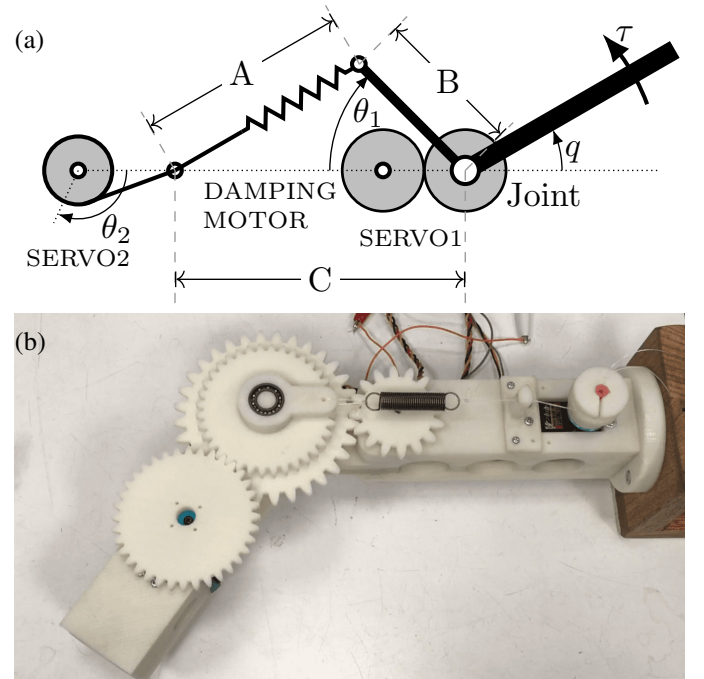 (a)
A
B
τ
θ1
q
DAMPING
MOTOR
Joint
θ2
SERVO2
SERVO1
C
(b)